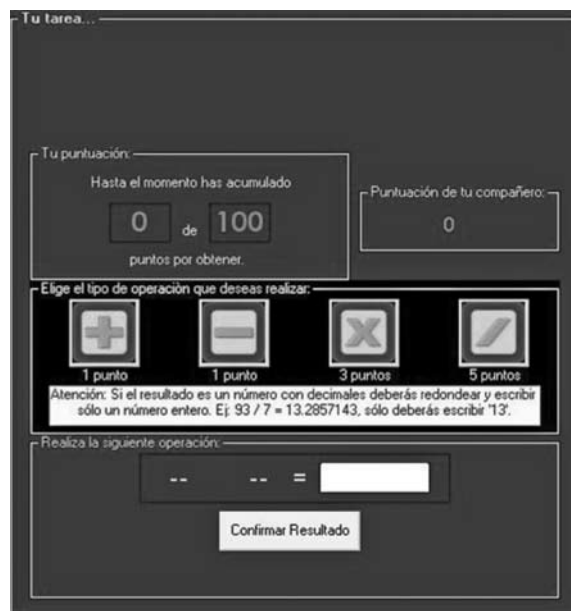 Tu tarea...
Tu puntuación:
Hasta el momento has acumulado
0 de 100
puntos por obtener.
Puntuación de tu compañero:
0
Elige el tipo de operaciòn que deseas realizar:
1 punto 1 punto 3 puntos 5 puntos
Atención: Si el resultado es un número con decimales deberás redondear y escribir
sólo un número entero. Ej: 93 / 7 = 13.2857143, sólo deberás escribir '13'.
Realiza la siguiente operación:
-- -- =
Confirmar Resultado